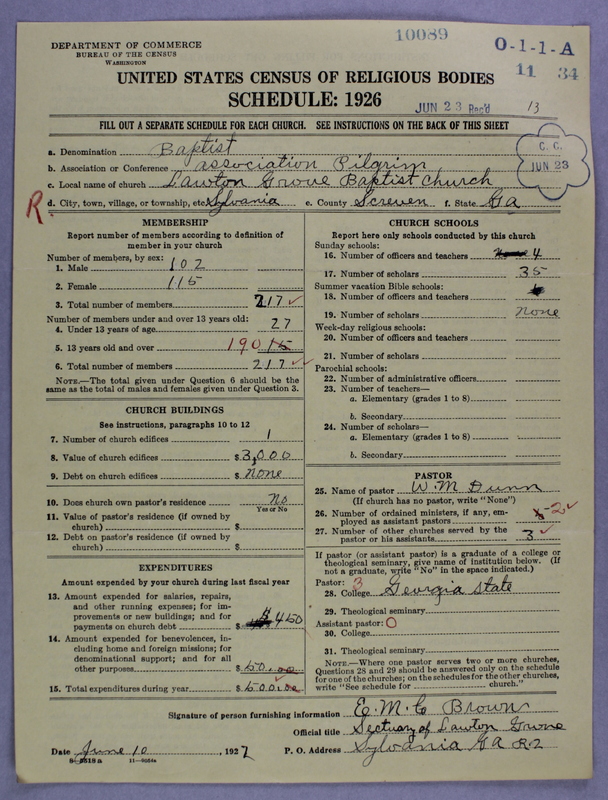 DEPARTMENT OF COMMERCE
BUREAU OF THE CENSUS
WASHINGTON
10089
O-1-1-A
11 34
UNITED STATES CENSUS OF RELIGIOUS BODIES
SCHEDULE: 1926
JUN 23 Rec'd
13
FILL OUT A SEPARATE SCHEDULE FOR EACH CHURCH. SEE INSTRUCTIONS ON THE BACK OF THIS SHEET
C. C.
JUN 23
a. Denomination Baptist
b. Association or Conference association Pilgrim
c. Local name of church Lawton Grove Baptist church
R d. City, town, village, or township, etc. Sylvania e. County Screven f. State Ga
MEMBERSHIP
Report number of members according to definition of
member in your church
Number of members, by sex:
1. Male 102
2. Female 115
3. Total number of members 217
Number of members under and over 13 years old:
4. Under 13 years of age 27
5. 13 years old and over 190
6. Total number of members 217
NOTE.—The total given under Question 6 should be the
same as the total of males and females given under Question 3.
CHURCH BUILDINGS
See instructions, paragraphs 10 to 12
7. Number of church edifices 1
8. Value of church edifices $3,000
9. Debt on church edifices $ none
10. Does church own pastor's residence No
Yes or No
11. Value of pastor's residence (if owned by
church) $
12. Debt on pastor's residence (if owned by
church) $
EXPENDITURES
Amount expended by your church during last fiscal year
13. Amount expended for salaries, repairs,
and other running expenses; for im-
provements or new buildings; and for
payments on church debt $ 450
14. Amount expended for benevolences, in-
cluding home and foreign missions; for
denominational support; and for all
other purposes $50.00
15. Total expenditures during year $500.00
CHURCH SCHOOLS
Report here only schools conducted by this church
Sunday schools:
16. Number of officers and teachers 4
17. Number of scholars 35
Summer vacation Bible schools:
18. Number of officers and teachers
19. Number of scholars none
Week-day religious schools:
20. Number of officers and teachers
21. Number of scholars
Parochial schools:
22. Number of administrative officers
23. Number of teachers—
a. Elementary (grades 1 to 8)
b. Secondary
24. Number of scholars—
a. Elementary (grades 1 to 8)
b. Secondary
PASTOR
25. Name of pastor W. M Dunn
(If church has no pastor, write "None")
26. Number of ordained ministers, if any, em-
ployed as assistant pastors 2
27. Number of other churches served by the
pastor or his assistants 3
If pastor (or assistant pastor) is a graduate of a college or
theological seminary, give name of institution below. (If
not a graduate, write "No" in the space indicated.)
Pastor: 3
28. College Georgia State
29. Theological seminary
Assistant pastor: O
30. College
31. Theological seminary
NOTE.—Where one pastor serves two or more churches,
Questions 28 and 29 should be answered only on the schedule
for one of the churches; on the schedules for the other churches,
write "See schedule for church."
Signature of person furnishing information E. M. C Brown
Official title Sectuary of Lawton Grove
Date June 10, 1927 P. O. Address Sylvania GA R-2
8-2318a 11-8064a